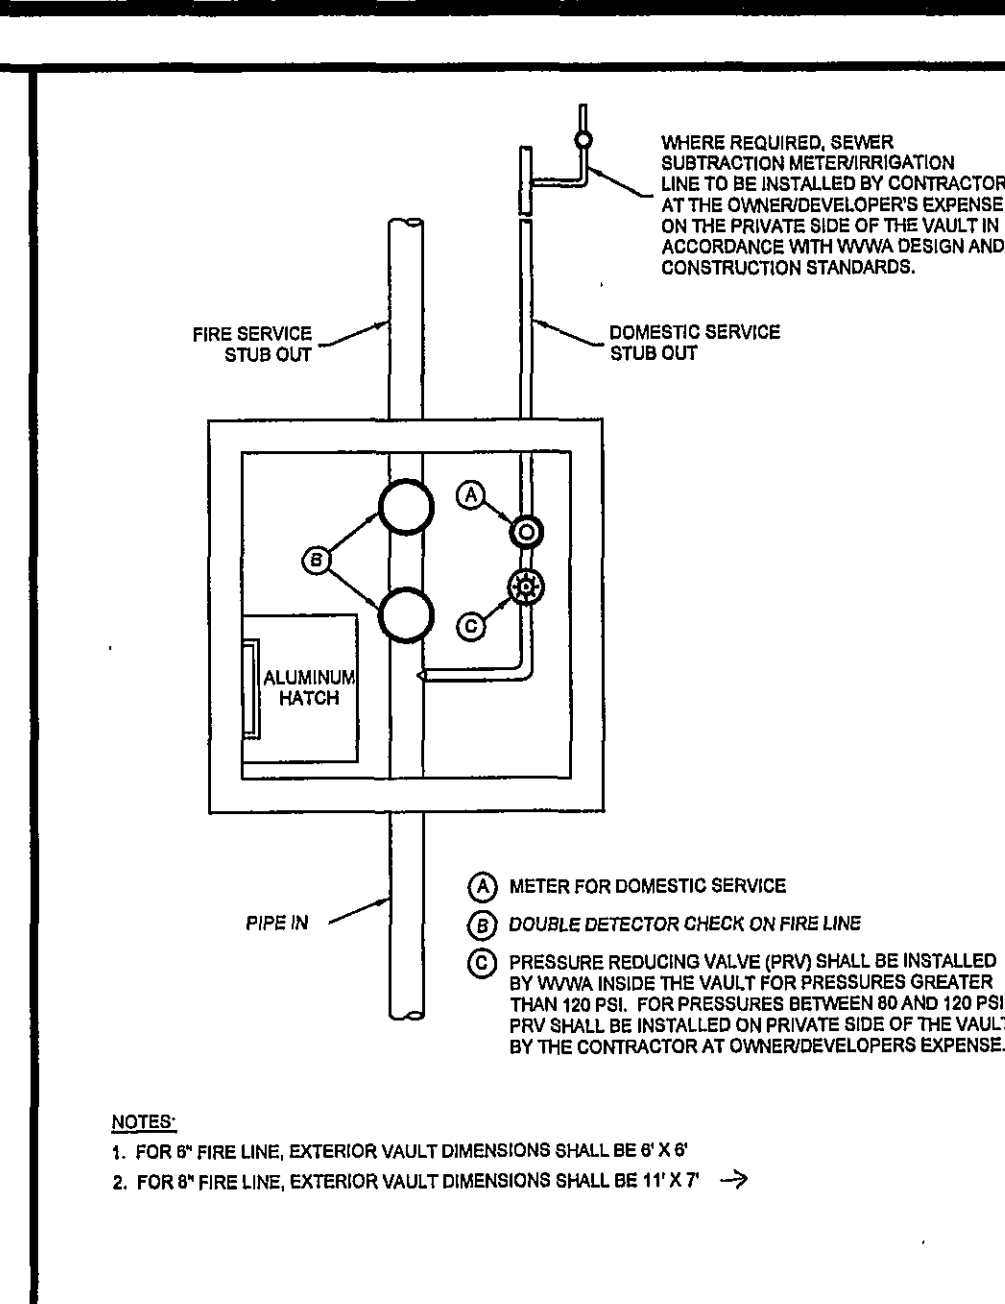 WHERE REQUIRED, SEWER
SUBTRACTION METER/IRRIGATION
LINE TO BE INSTALLED BY CONTRACTOR
AT THE OWNER/DEVELOPER'S EXPENSE
ON THE PRIVATE SIDE OF THE VAULT IN
ACCORDANCE WITH WVWA DESIGN AND
CONSTRUCTION STANDARDS.
FIRE SERVICE
STUB OUT
DOMESTIC SERVICE
STUB OUT
A
B
C
ALUMINUM
HATCH
PIPE IN
A METER FOR DOMESTIC SERVICE
B DOUBLE DETECTOR CHECK ON FIRE LINE
C PRESSURE REDUCING VALVE (PRV) SHALL BE INSTALLED
BY WVWA INSIDE THE VAULT FOR PRESSURES GREATER
THAN 120 PSI. FOR PRESSURES BETWEEN 80 AND 120 PSI
PRV SHALL BE INSTALLED ON PRIVATE SIDE OF THE VAULT
BY THE CONTRACTOR AT OWNER/DEVELOPERS EXPENSE.
NOTES:
1. FOR 6" FIRE LINE, EXTERIOR VAULT DIMENSIONS SHALL BE 6' X 6'
2. FOR 8" FIRE LINE, EXTERIOR VAULT DIMENSIONS SHALL BE 11' X 7' →